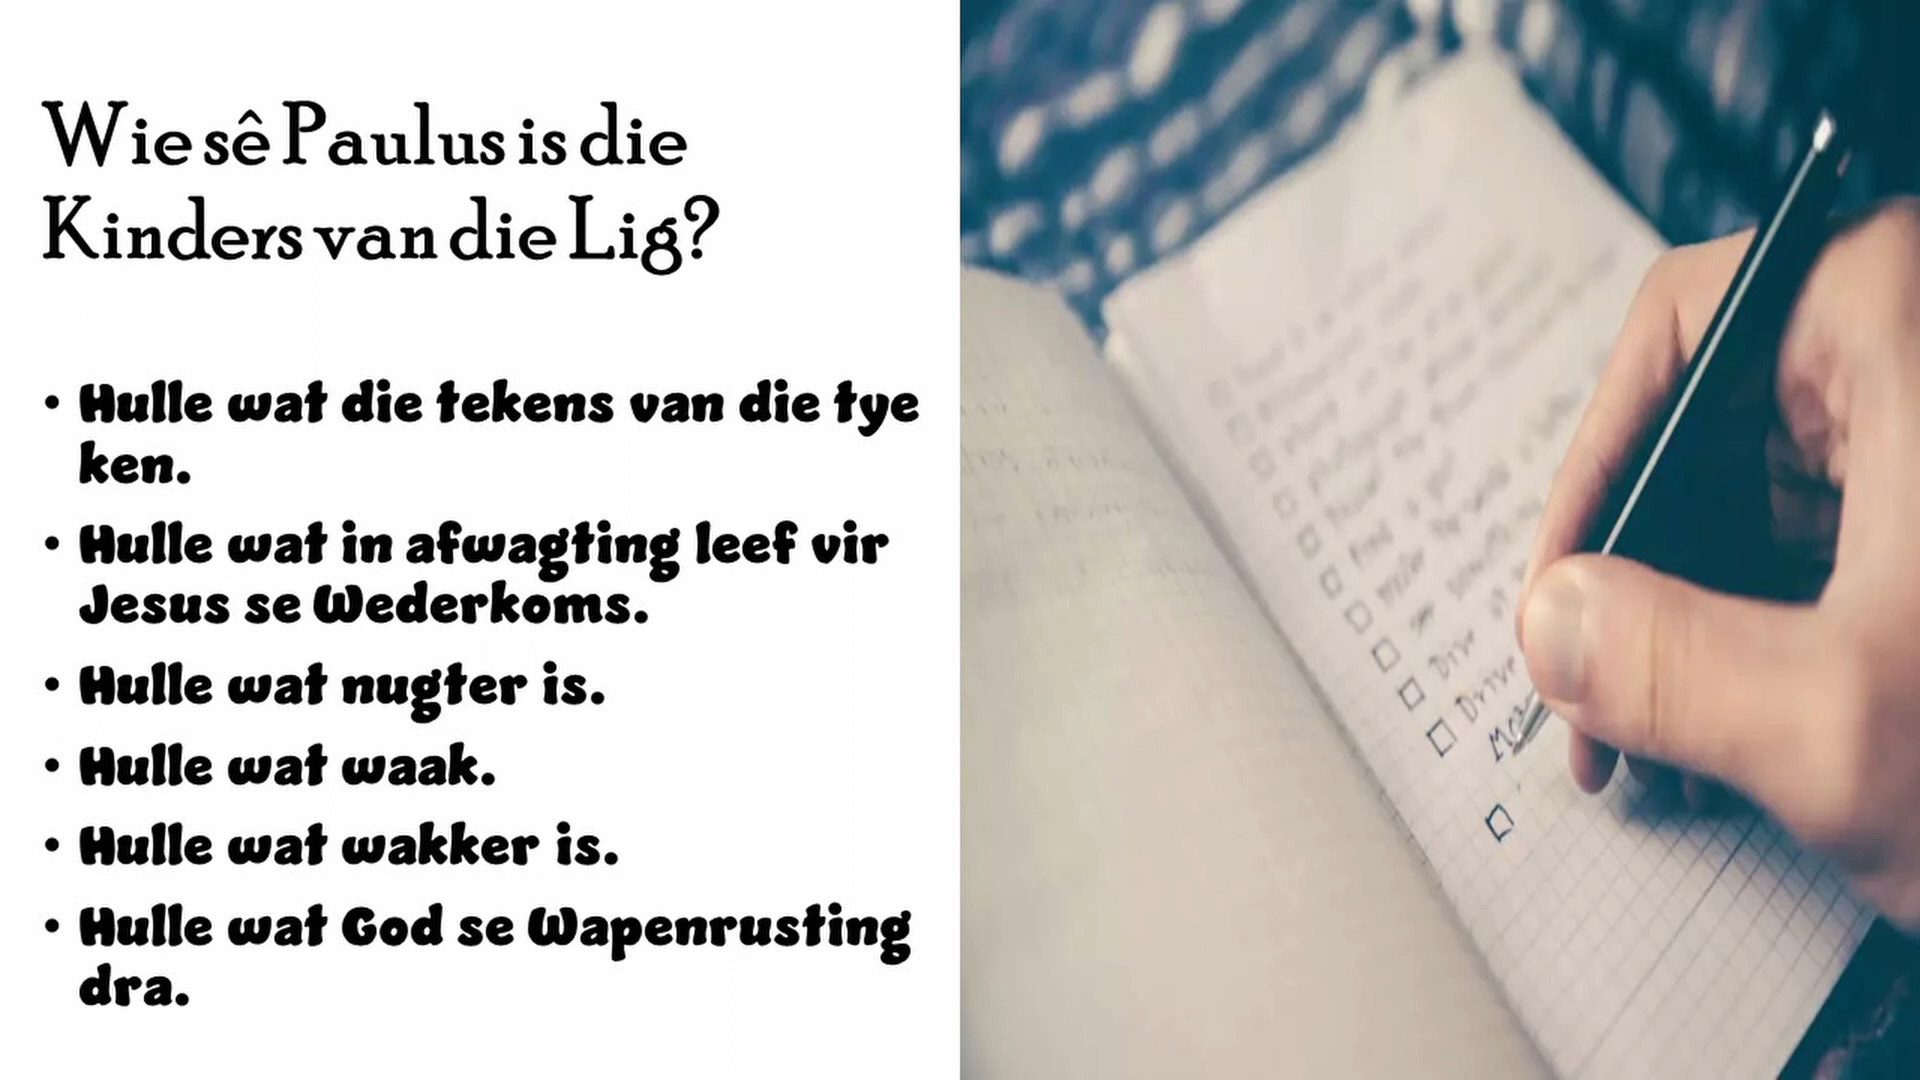 Wie sê Paulus is die
Kinders van die Lig?
• Hulle wat die tekens van die tye
ken.
• Hulle wat in afwagting leef vir
Jesus se Wederkoms.
• Hulle wat nugter is.
• Hulle wat waak.
• Hulle wat wakker is.
• Hulle wat God se Wapenrusting
dra.
Drive